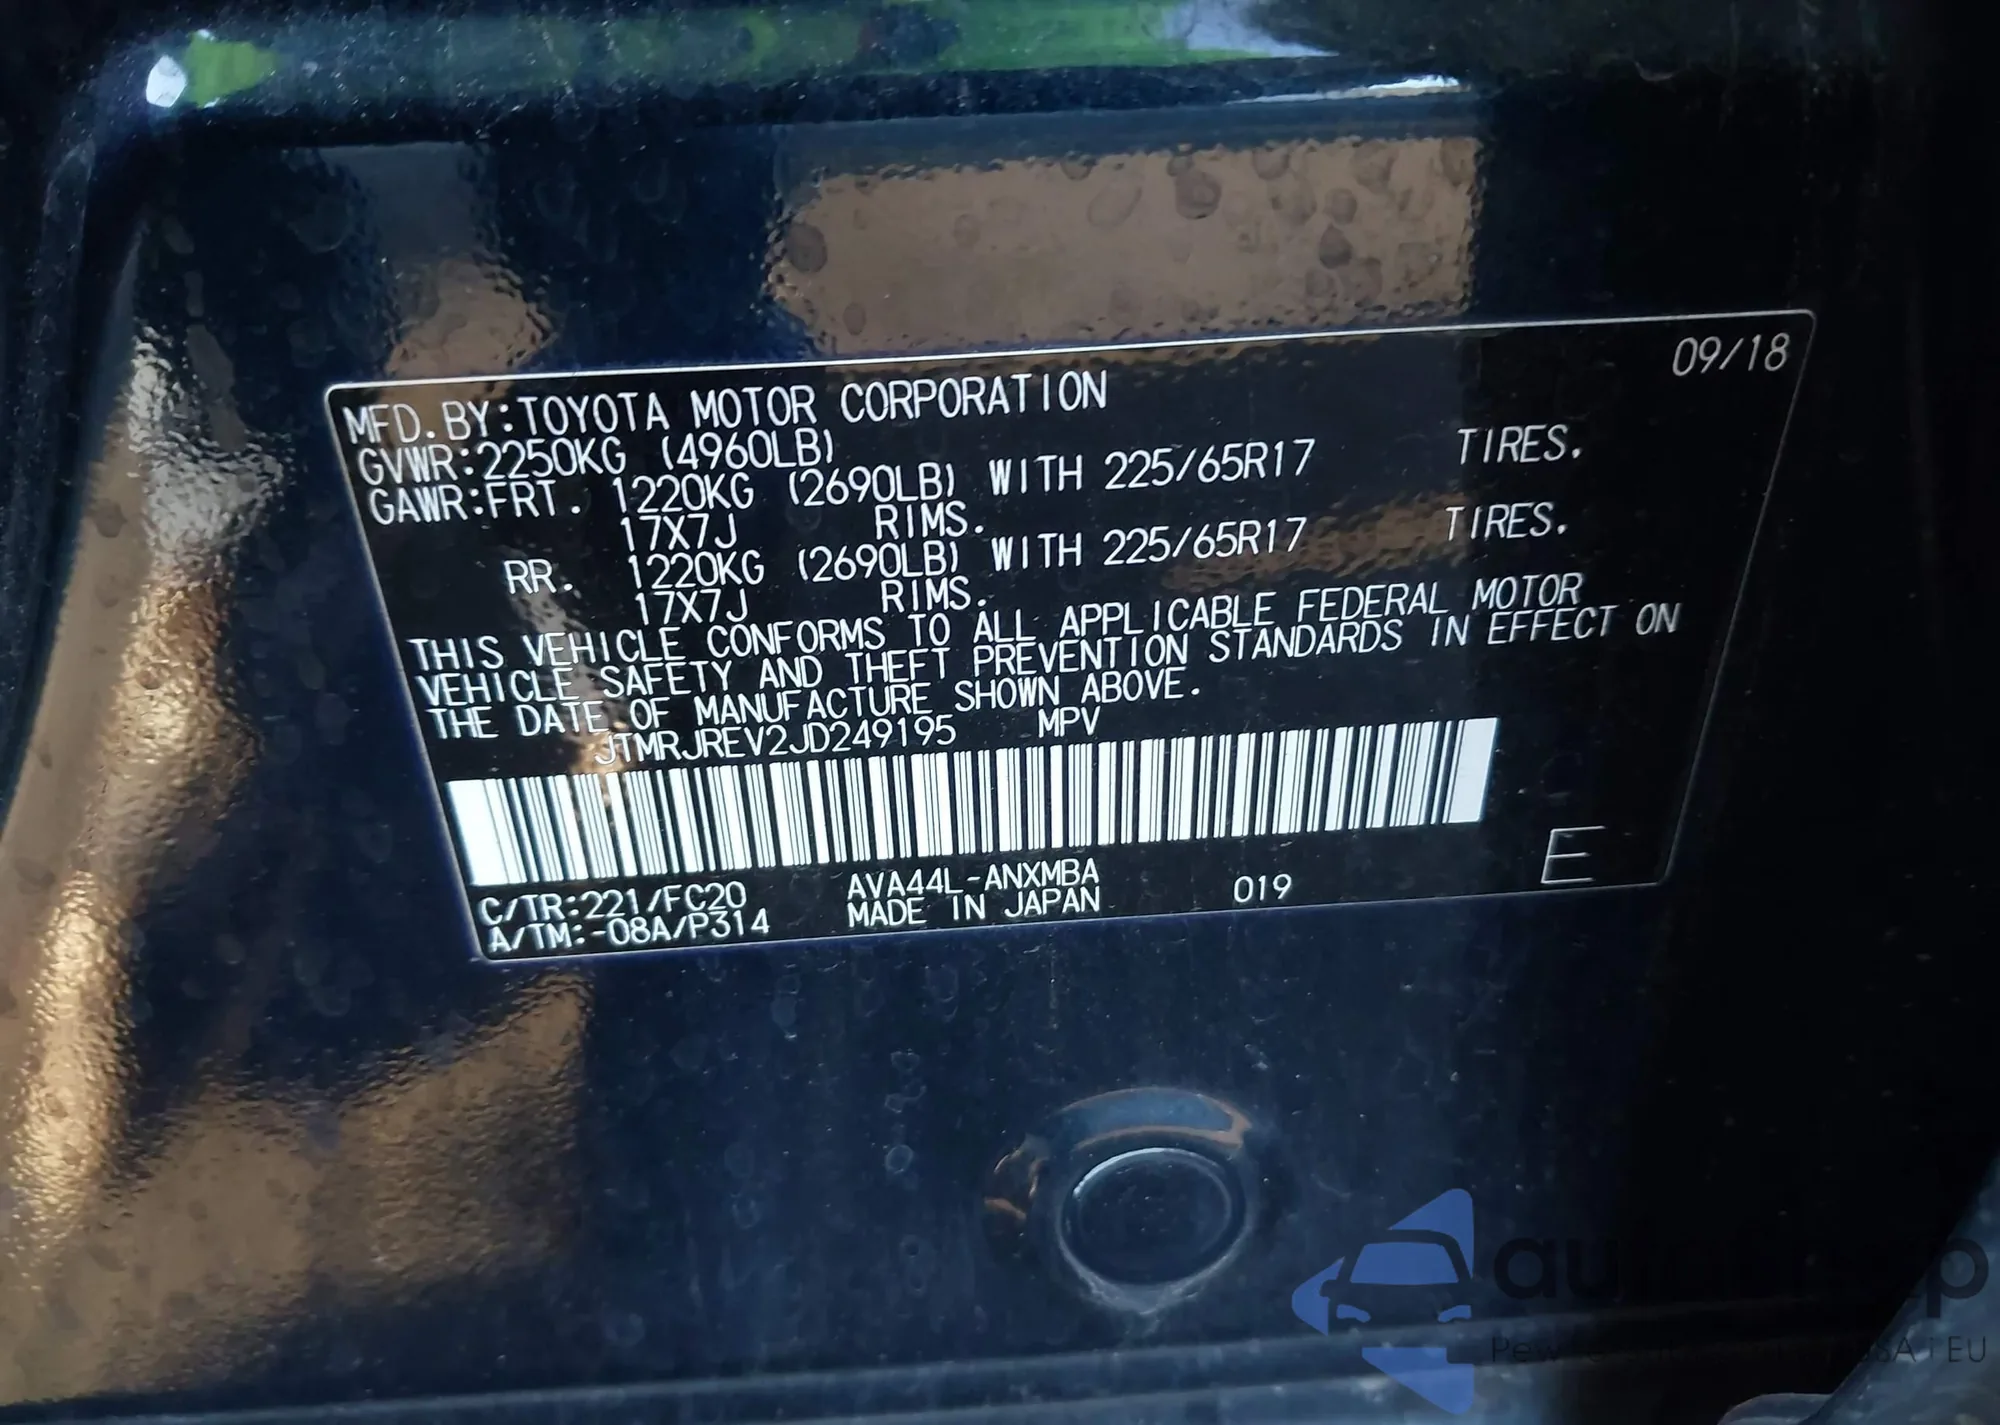 09/18
MFD. BY:TOYOTA MOTOR CORPORATION
GVWR:2250KG (4960LB)
GAWR:FRT. 1220KG (2690LB) WITH 225/65R17 TIRES.
17X7J RIMS.
RR. 1220KG (2690LB) WITH 225/65R17 TIRES.
17X7J RIMS.
THIS VEHICLE CONFORMS TO ALL APPLICABLE FEDERAL MOTOR
VEHICLE SAFETY AND THEFT PREVENTION STANDARDS IN EFFECT ON
THE DATE OF MANUFACTURE SHOWN ABOVE.
JTMRJREV2JD249195 MPV
C/TR:221/FC20 AVA44L-ANXMBA 019 E
A/TM:-08A/P314 MADE IN JAPAN
i EU